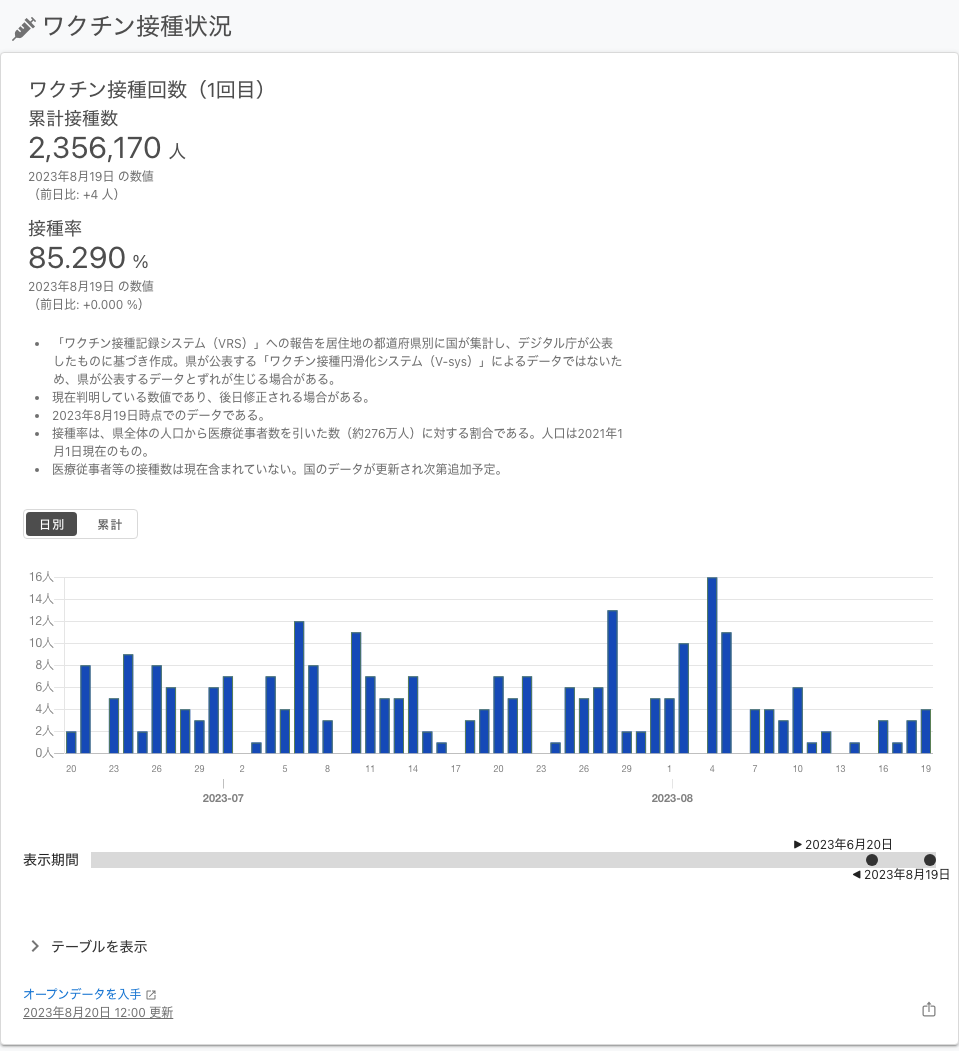 ワクチン接種状況
ワクチン接種回数（1回目）
累計接種数
2,356,170 人
2023年8月19日 の数値
（前日比: +4 人）
接種率
85.290 %
2023年8月19日 の数値
（前日比: +0.000 %）
• 「ワクチン接種記録システム（VRS）」への報告を居住地の都道府県別に国が集計し、デジタル庁が公表
したものに基づき作成。県が公表する「ワクチン接種円滑化システム（V-sys）」によるデータではないた
め、県が公表するデータとずれが生じる場合がある。
• 現在判明している数値であり、後日修正される場合がある。
• 2023年8月19日時点でのデータである。
• 接種率は、県全体の人口から医療従事者数を引いた数（約276万人）に対する割合である。人口は2021年1
月1日現在のもの。
• 医療従事者等の接種数は現在含まれていない。国のデータが更新され次第追加予定。
日別 累計
16人
14人
12人
10人
8人
6人
4人
2人
0人
20 23 26 29 2 5 8 11 14 17 20 23 26 29 1 4 7 10 13 16 19
2023-07 2023-08
▶ 2023年6月20日
表示期間
◀ 2023年8月19日
テーブルを表示
オープンデータを入手
2023年8月20日 12:00 更新